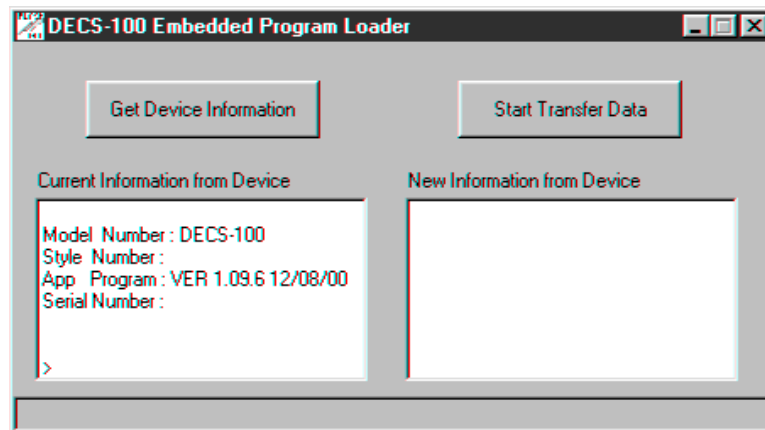 DECS-100 Embedded Program Loader
Get Device Information
Start Transfer Data
Current Information from Device
New Information from Device
Model Number : DECS-100
Style Number :
App Program : VER 1.09.6 12/08/00
Serial Number :
>